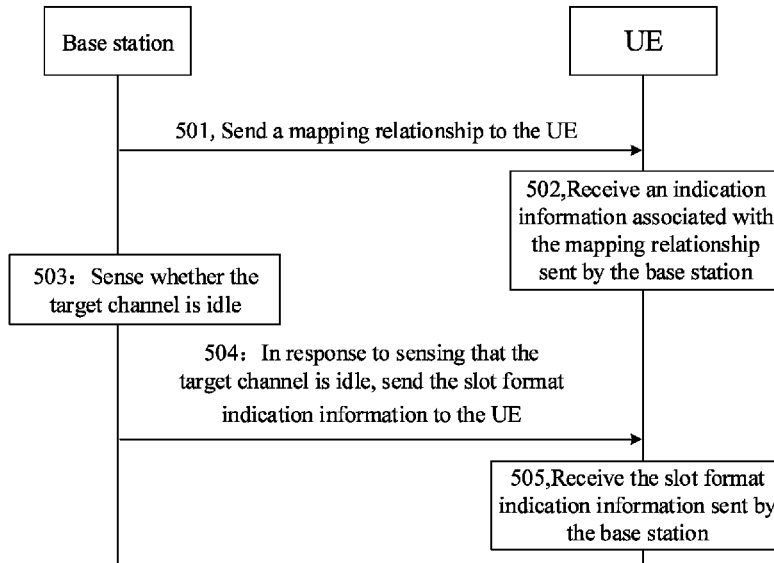 Base station
UE
501, Send a mapping relationship to the UE
502,Receive an indication
information associated with
the mapping relationship
sent by the base station
503：Sense whether the
target channel is idle
504：In response to sensing that the
target channel is idle, send the slot format
indication information to the UE
505,Receive the slot format
indication information sent by
the base station